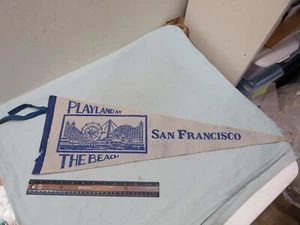 PLAYLAND AT
THE BEACH
SAN FRANCISCO